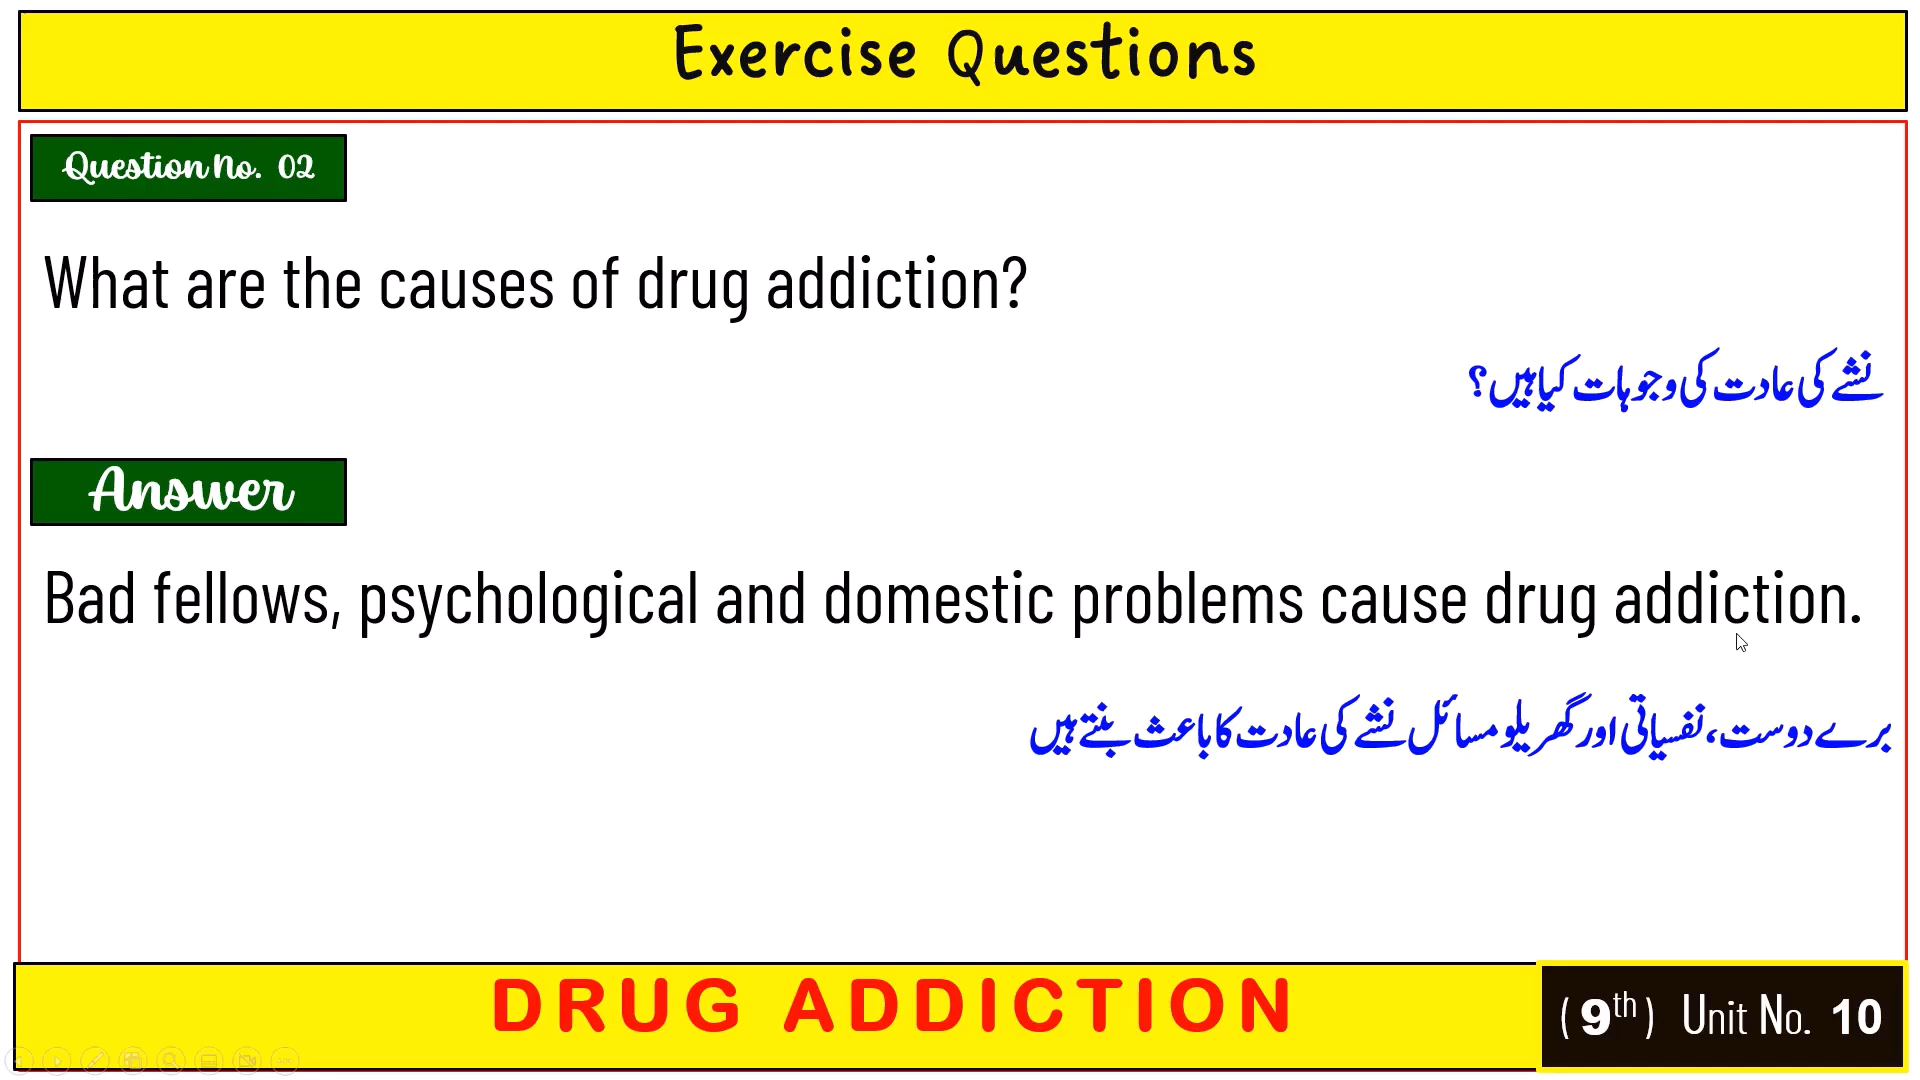 Exercise Questions
Question No. 02
What are the causes of drug addiction?
نشے کی عادت کی وجوہات کیا ہیں؟
Answer
Bad fellows, psychological and domestic problems cause drug addiction.
برے دوست، نفسیاتی اور گھریلو مسائل نشے کی عادت کا باعث بنتے ہیں
DRUG ADDICTION
(9th) Unit No. 10